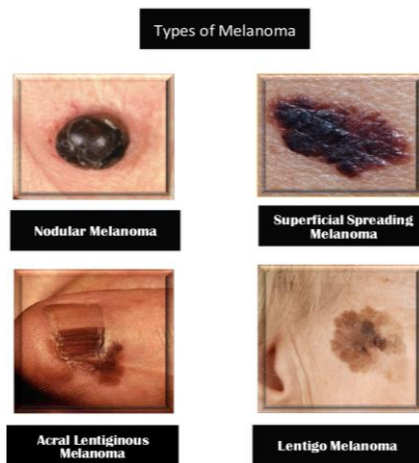 Types of Melanoma
Nodular Melanoma
Superficial Spreading
Melanoma
Acral Lentiginous
Melanoma
Lentigo Melanoma